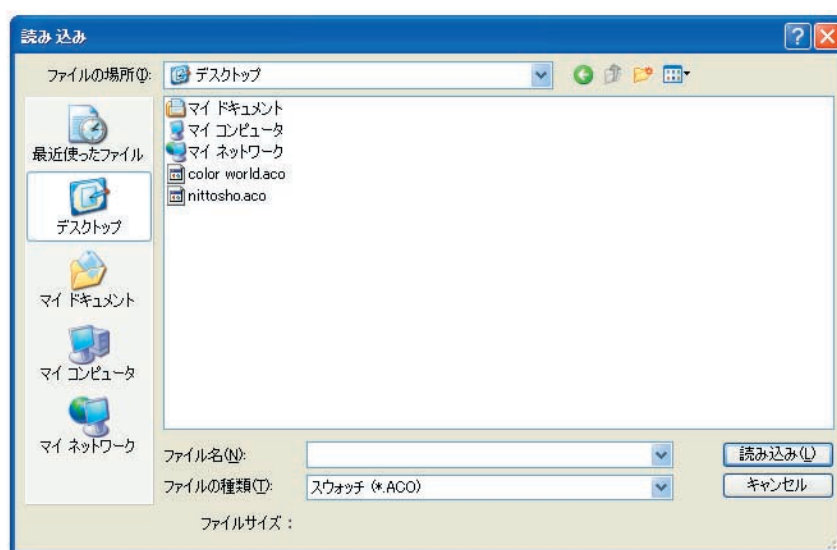 読み込み
ファイルの場所(I):
デスクトップ
最近使ったファイル
デスクトップ
マイ ドキュメント
マイ コンピュータ
マイ ネットワーク
マイ ドキュメント
マイ コンピュータ
マイ ネットワーク
color world.aco
nittosho.aco
ファイル名(N):
読み込み(L)
ファイルの種類(T):
スウォッチ (*.ACO)
キャンセル
ファイルサイズ :